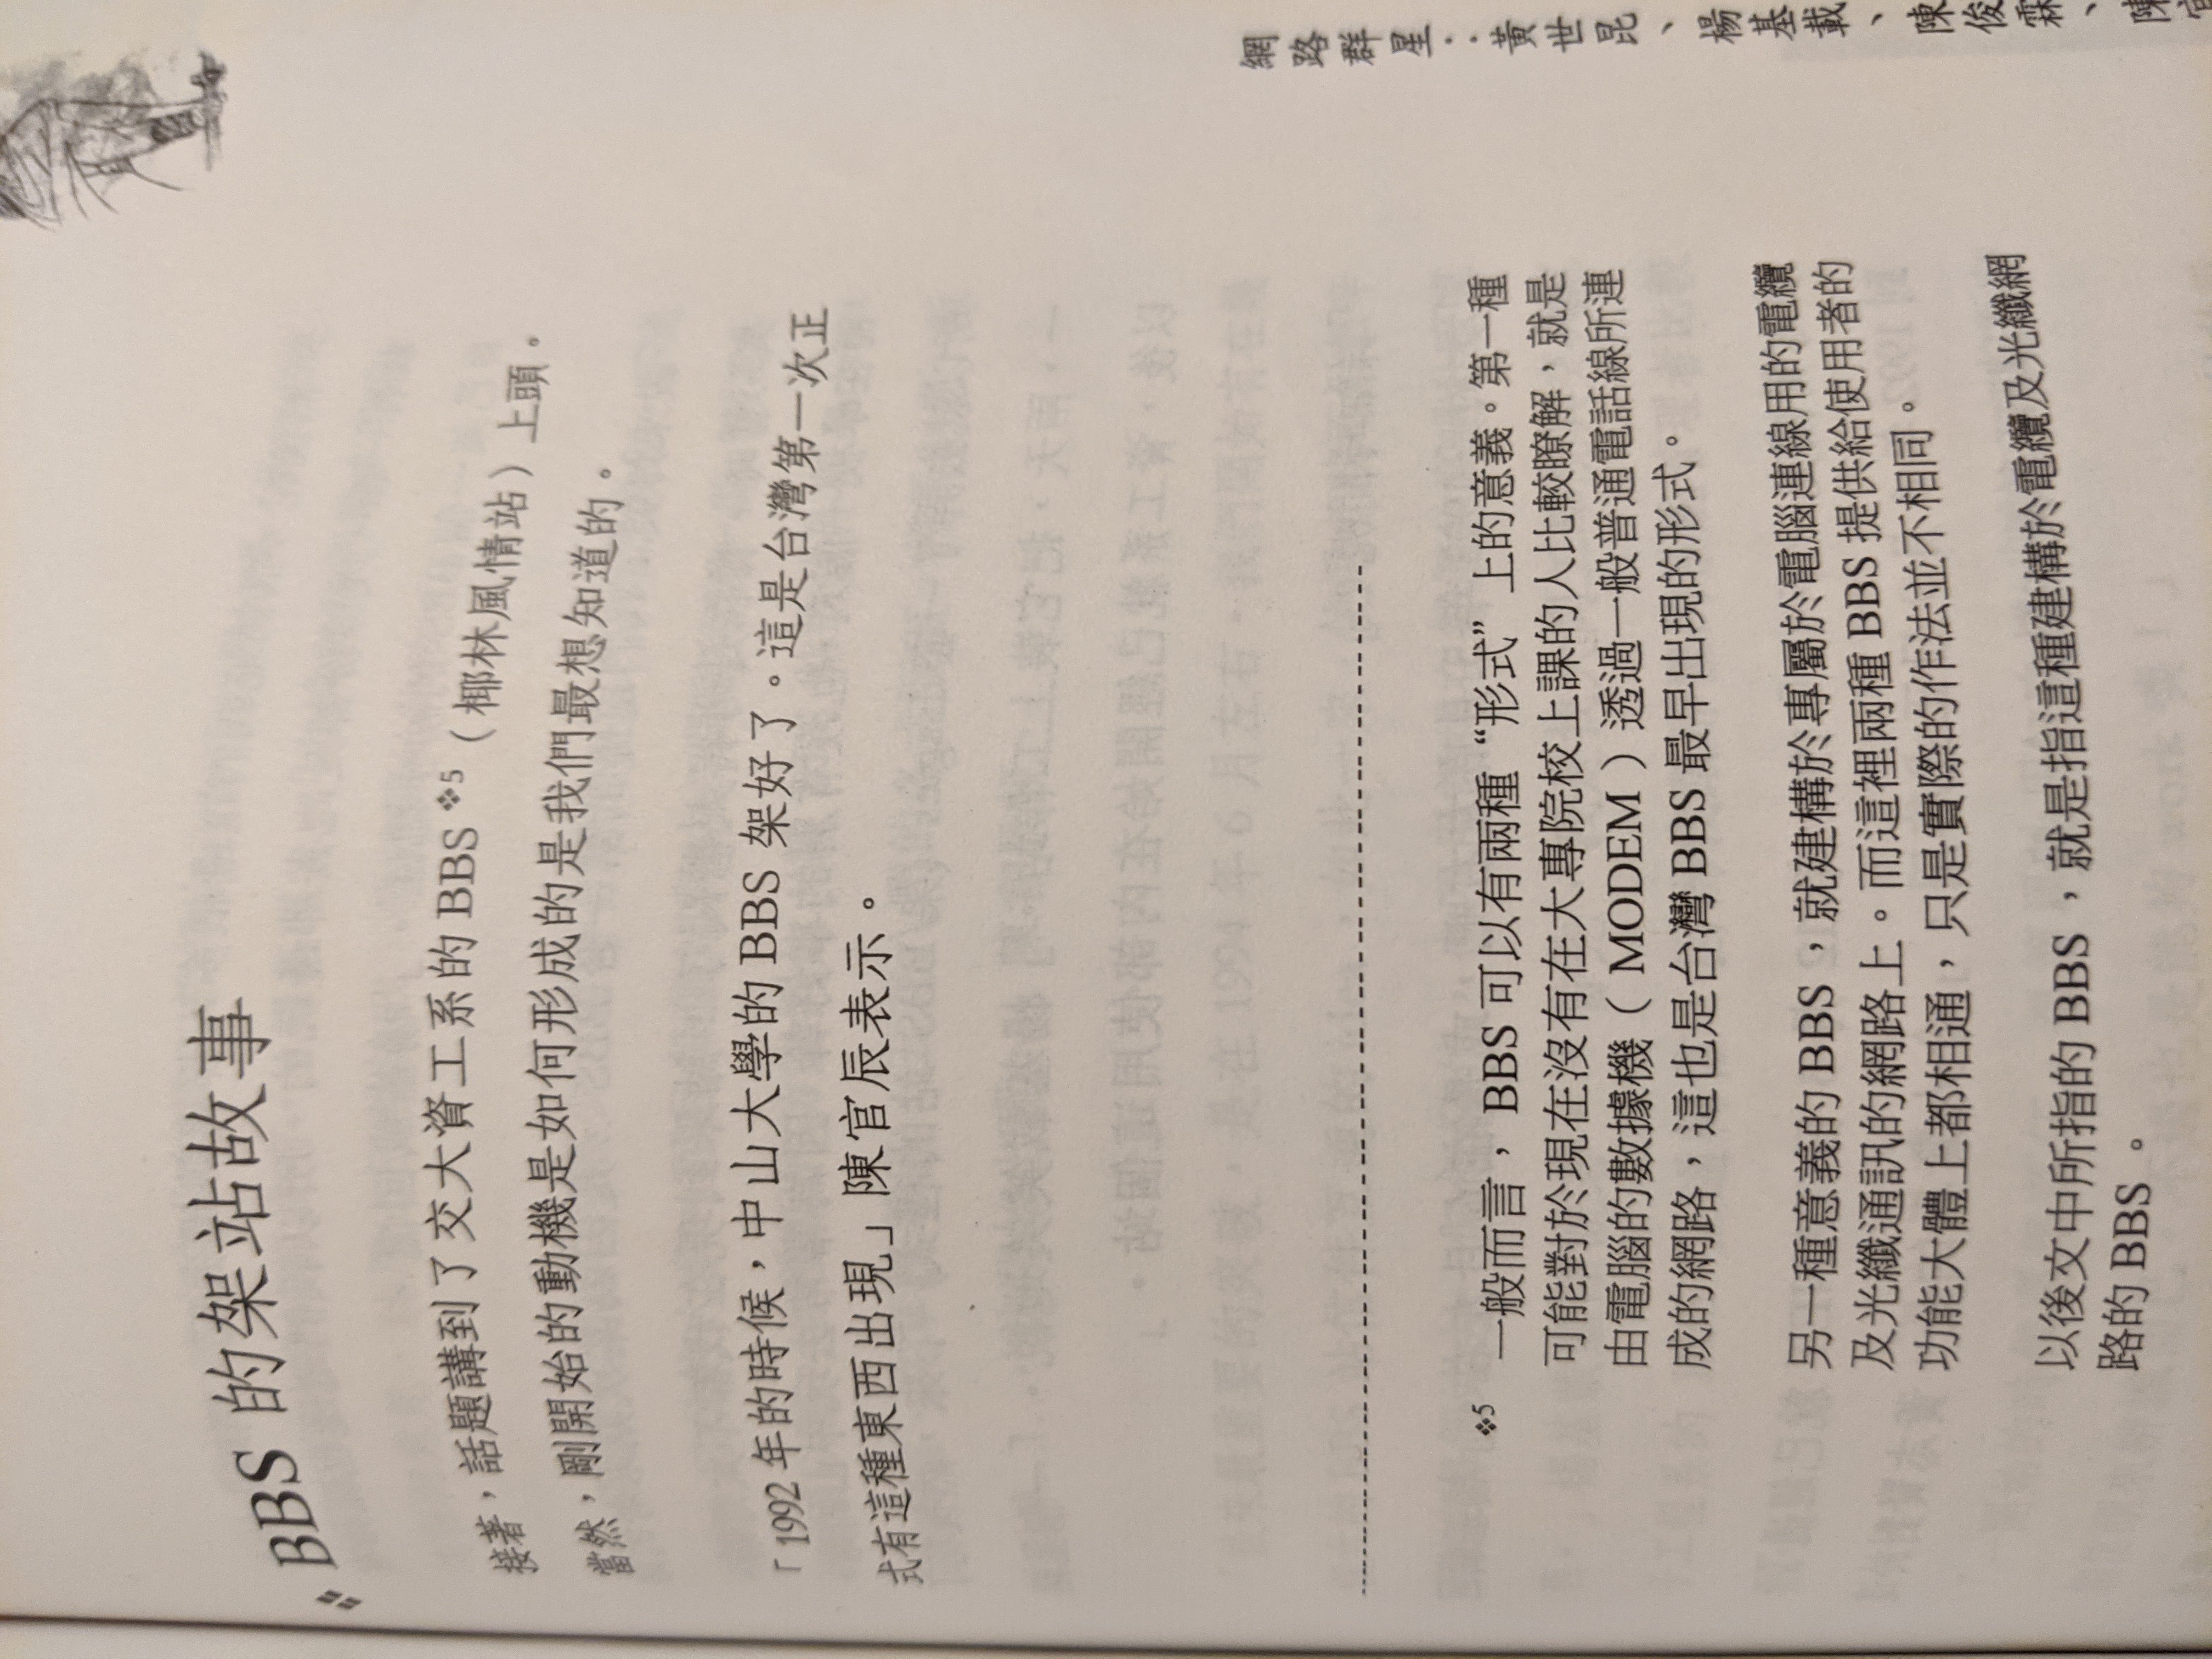 BBS 的架站故事
接著，話題講到了交大資工系的 BBS ❖5（椰林風情站）上頭。
當然，剛開始的動機是如何形成的是我們最想知道的。
「1992 年的時候，中山大學的 BBS 架好了。這是台灣第一次正
式有這種東西出現」陳官辰表示。
❖5 一般而言， BBS 可以有兩種“形式”上的意義。第一種
可能對於現在沒有在大專院校上課的人比較瞭解，就是
由電腦的數據機（ MODEM ）透過一般普通電話線所連
成的網路，這也是台灣 BBS 最早出現的形式。
另一種意義的 BBS ，就建構於專屬於電腦連線用的電纜
及光纖通訊的網路上。而這裡兩種 BBS 提供給使用者的
功能大體上都相通，只是實際的作法並不相同。
以後文中所指的 BBS ，就是指這種建構於電纜及光纖網
路的 BBS 。
網路群星：黃世昆、楊基載、陳俊霖、陳官